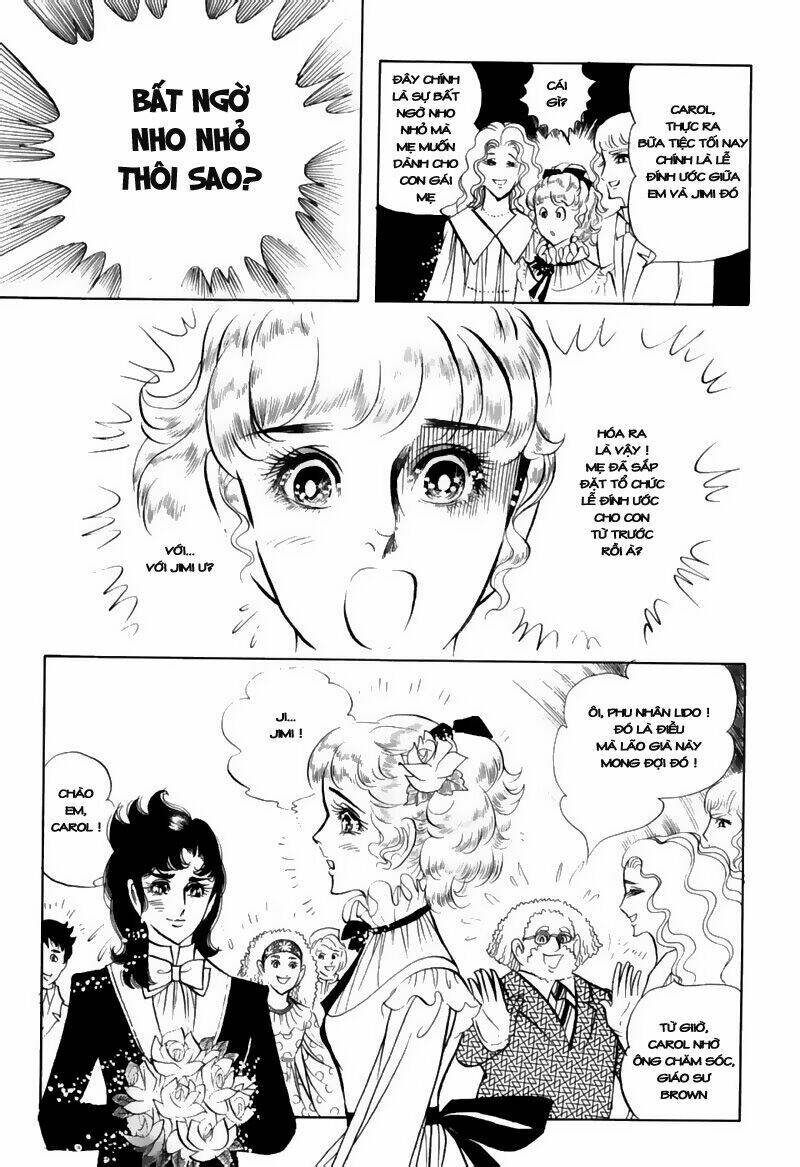 CAROL,
THỰC RA
BỮA TIỆC TỐI NAY
CHÍNH LÀ LỄ
ĐÍNH ƯỚC GIỮA
EM VÀ JIMI ĐÓ
CÁI
GÌ?
ĐÂY CHÍNH
LÀ SỰ BẤT
NGỜ NHO
NHỎ MÀ
MẸ MUỐN
DÀNH CHO
CON GÁI
MẸ
BẤT NGỜ
NHO NHỎ
THÔI SAO?
HÓA RA
LÀ VẬY !
MẸ ĐÃ SẮP
ĐẶT TỔ CHỨC
LỄ ĐÍNH ƯỚC
CHO CON
TỪ TRƯỚC
RỒI À?
VỚI...
VỚI JIMI Ư?
ÔI, PHU NHÂN LIDO !
ĐÓ LÀ ĐIỀU
MÀ LÃO GIÀ NÀY
MONG ĐỢI ĐÓ !
JI...
JIMI !
CHÀO
EM,
CAROL !
TỪ GIIỜ,
CAROL NHỜ
ÔNG CHĂM SÓC,
GIÁO SƯ
BROWN